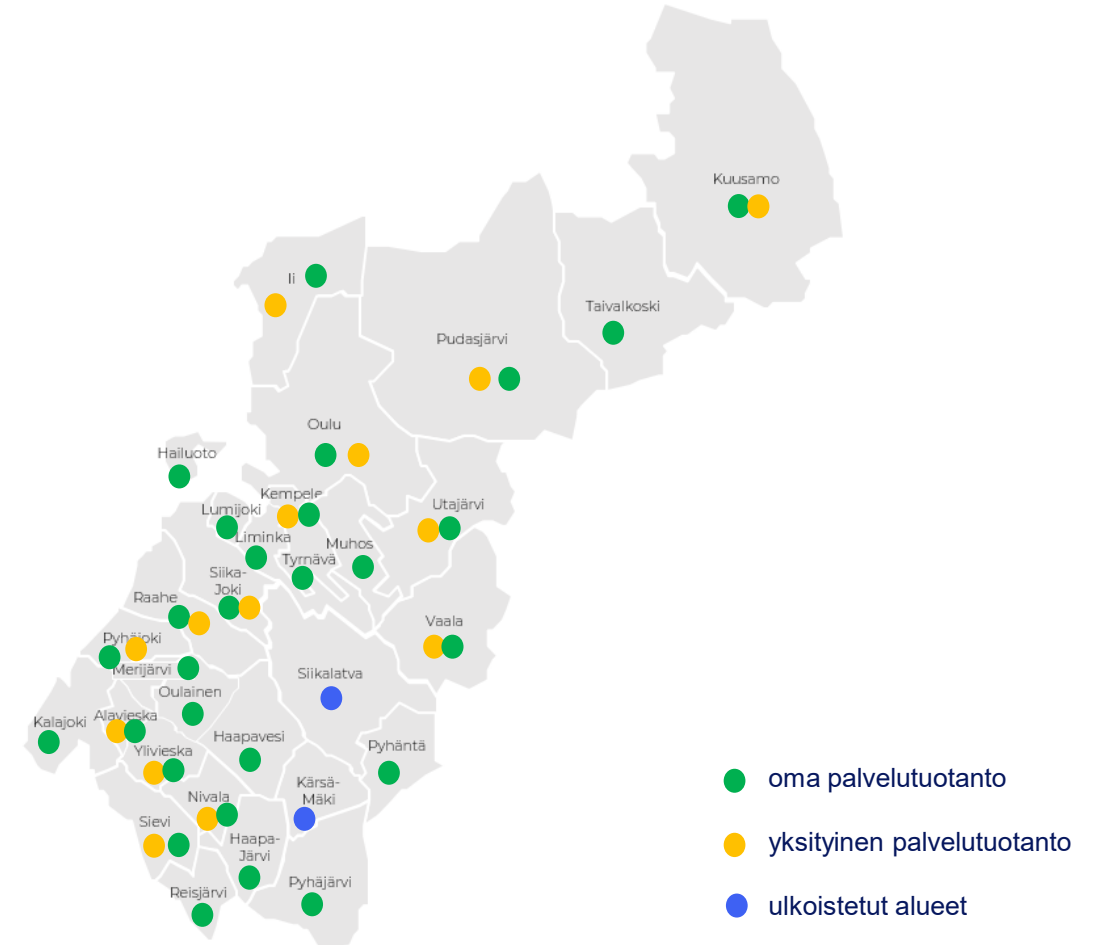 Kuusamo
Ii
Taivalkoski
Pudasjärvi
Oulu
Hailuoto
Kempele
Lumijoki
Utajärvi
Liminka
Muhos
Tyrnävä
Siika-
Joki
Raahe
Vaala
Pyhäjoki
Merijärvi
Siikalatva
Oulainen
Alavieska
Kalajoki
Haapavesi
Ylivieska
Pyhäntä
Kärsä-
Mäki
Nivala
Sievi
Haapa-
Järvi
Pyhäjärvi
Reisjärvi
oma palvelutuotanto
yksityinen palvelutuotanto
ulkoistetut alueet